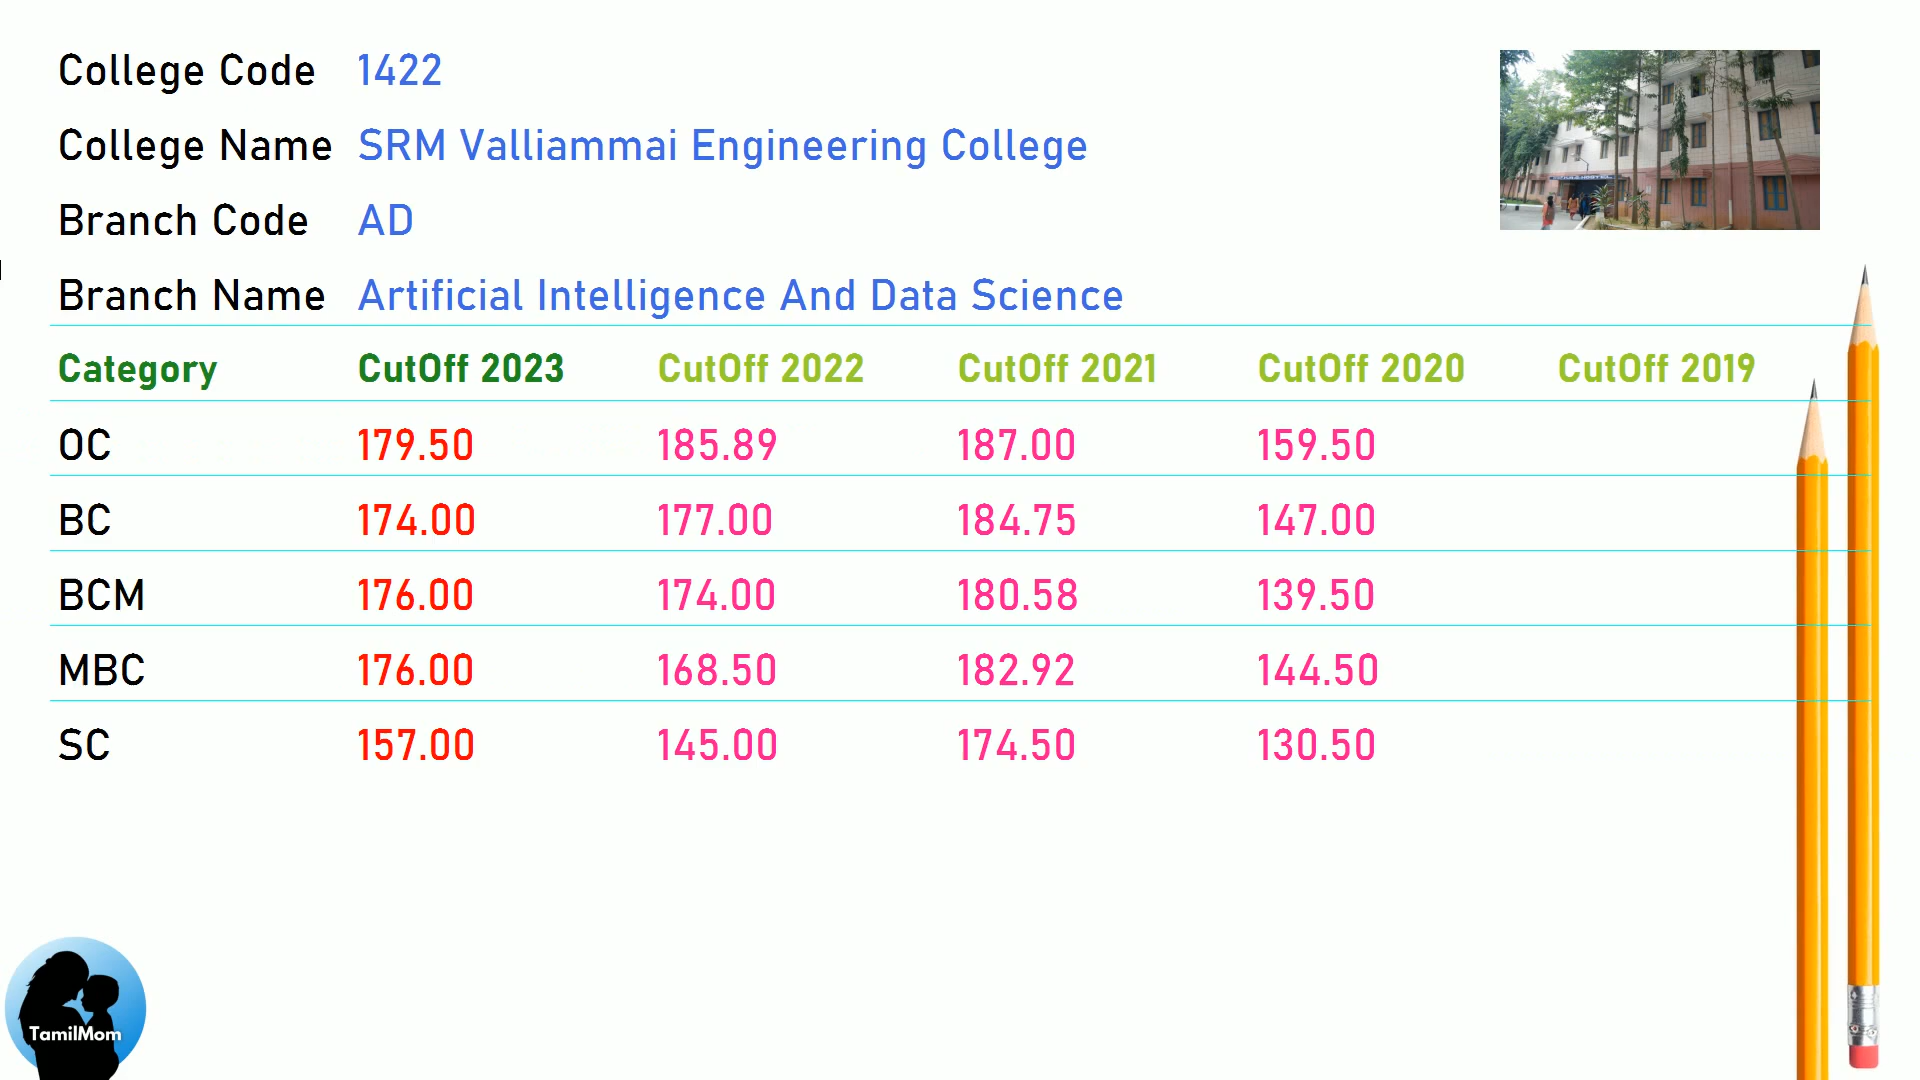 College Code 1422
College Name SRM Valliammai Engineering College
Branch Code AD
Branch Name Artificial Intelligence And Data Science
Category CutOff 2023 CutOff 2022 CutOff 2021 CutOff 2020 CutOff 2019
OC 179.50 185.89 187.00 159.50
BC 174.00 177.00 184.75 147.00
BCM 176.00 174.00 180.58 139.50
MBC 176.00 168.50 182.92 144.50
SC 157.00 145.00 174.50 130.50
TamilMom